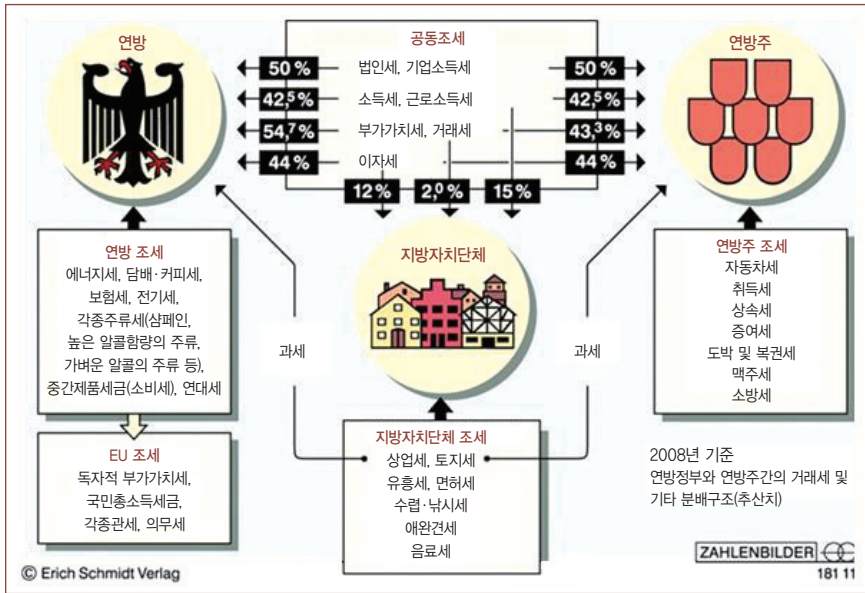 연방
공동조세
연방주
50 %
법인세, 기업소득세
50 %
42,5%
소득세, 근로소득세
42,5%
54,7%
부가가치세, 거래세
43,3%
44 %
이자세
44 %
12 %
2,0%
15 %
연방 조세
에너지세, 담배·커피세,
보험세, 전기세,
각종주류세(샴페인,
높은 알콜함량의 주류,
가벼운 알콜의 주류 등),
중간제품세금(소비세), 연대세
EU 조세
독자적 부가가치세,
국민총소득세금,
각종관세, 의무세
과세
지방자치단체
과세
지방자치단체 조세
상업세, 토지세
유흥세, 면허세
수렵·낚시세
애완견세
음료세
연방주 조세
자동차세
취득세
상속세
증여세
도박 및 복권세
맥주세
소방세
2008년 기준
연방정부와 연방주간의 거래세 및
기타 분배구조(추산치)
ZAHLENBILDER
181 11
© Erich Schmidt Verlag